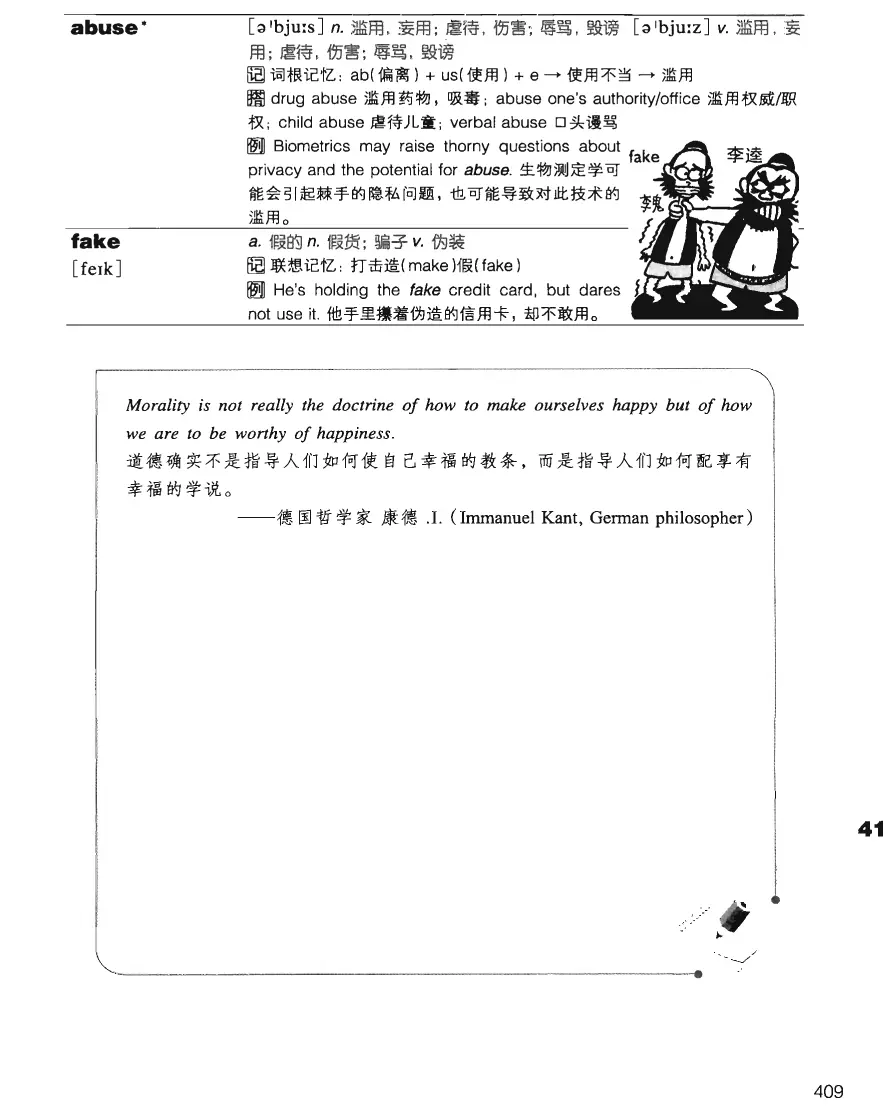 abuse* [ə'bjuːs] n. 滥用, 妄用; 虐待, 伤害; 辱骂, 毁谤 [ə'bjuːz] v. 滥用, 妄
用; 虐待, 伤害; 辱骂, 毁谤
记 词根记忆: ab(偏离) + us(使用) + e → 使用不当 → 滥用
搭 drug abuse 滥用药物, 吸毒; abuse one's authority/office 滥用权威/职
权; child abuse 虐待儿童; verbal abuse 口头谩骂
例 Biometrics may raise thorny questions about
privacy and the potential for abuse. 生物测定学可
能会引起棘手的隐私问题, 也可能导致对此技术的
滥用。
fake a. 假的 n. 假货; 骗子 v. 伪装
[feɪk] 记 联想记忆: 打击造(make)假(fake)
例 He's holding the fake credit card, but dares
not use it. 他手里攥着伪造的信用卡, 却不敢用。
fake
李逵
李鬼
Morality is not really the doctrine of how to make ourselves happy but of how
we are to be worthy of happiness.
道德确实不是指导人们如何使自己幸福的教条, 而是指导人们如何配享有
幸福的学说。
——德国哲学家 康德 .I. (Immanuel Kant, German philosopher)
41
409